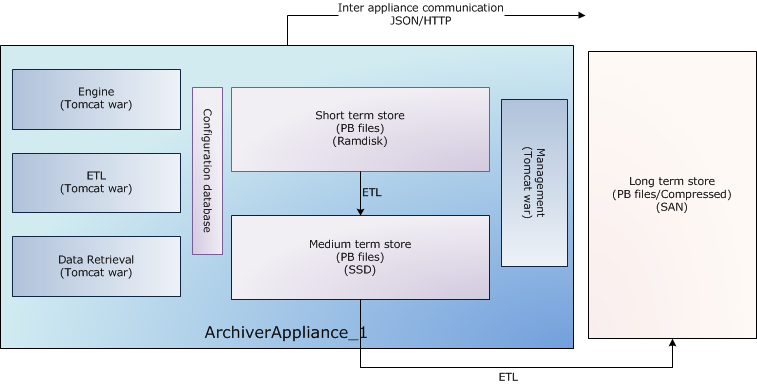 Inter appliance communication
JSON/HTTP
Engine
(Tomcat war)
ETL
(Tomcat war)
Data Retrieval
(Tomcat war)
Configuration database
Short term store
(PB files)
(Ramdisk)
ETL
Medium term store
(PB files)
(SSD)
Management
(Tomcat war)
Long term store
(PB files/Compressed)
(SAN)
ArchiverAppliance_1
ETL